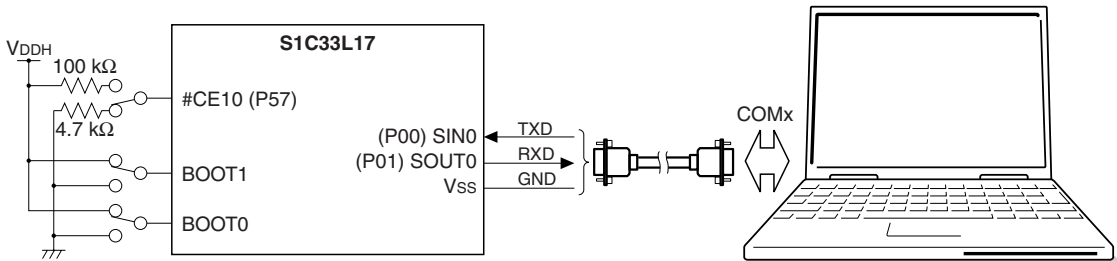 S1C33L17
VDDH
100 kΩ
#CE10 (P57)
4.7 kΩ
BOOT1
BOOT0
(P00) SIN0
TXD
(P01) SOUT0
RXD
VSS
GND
COMx